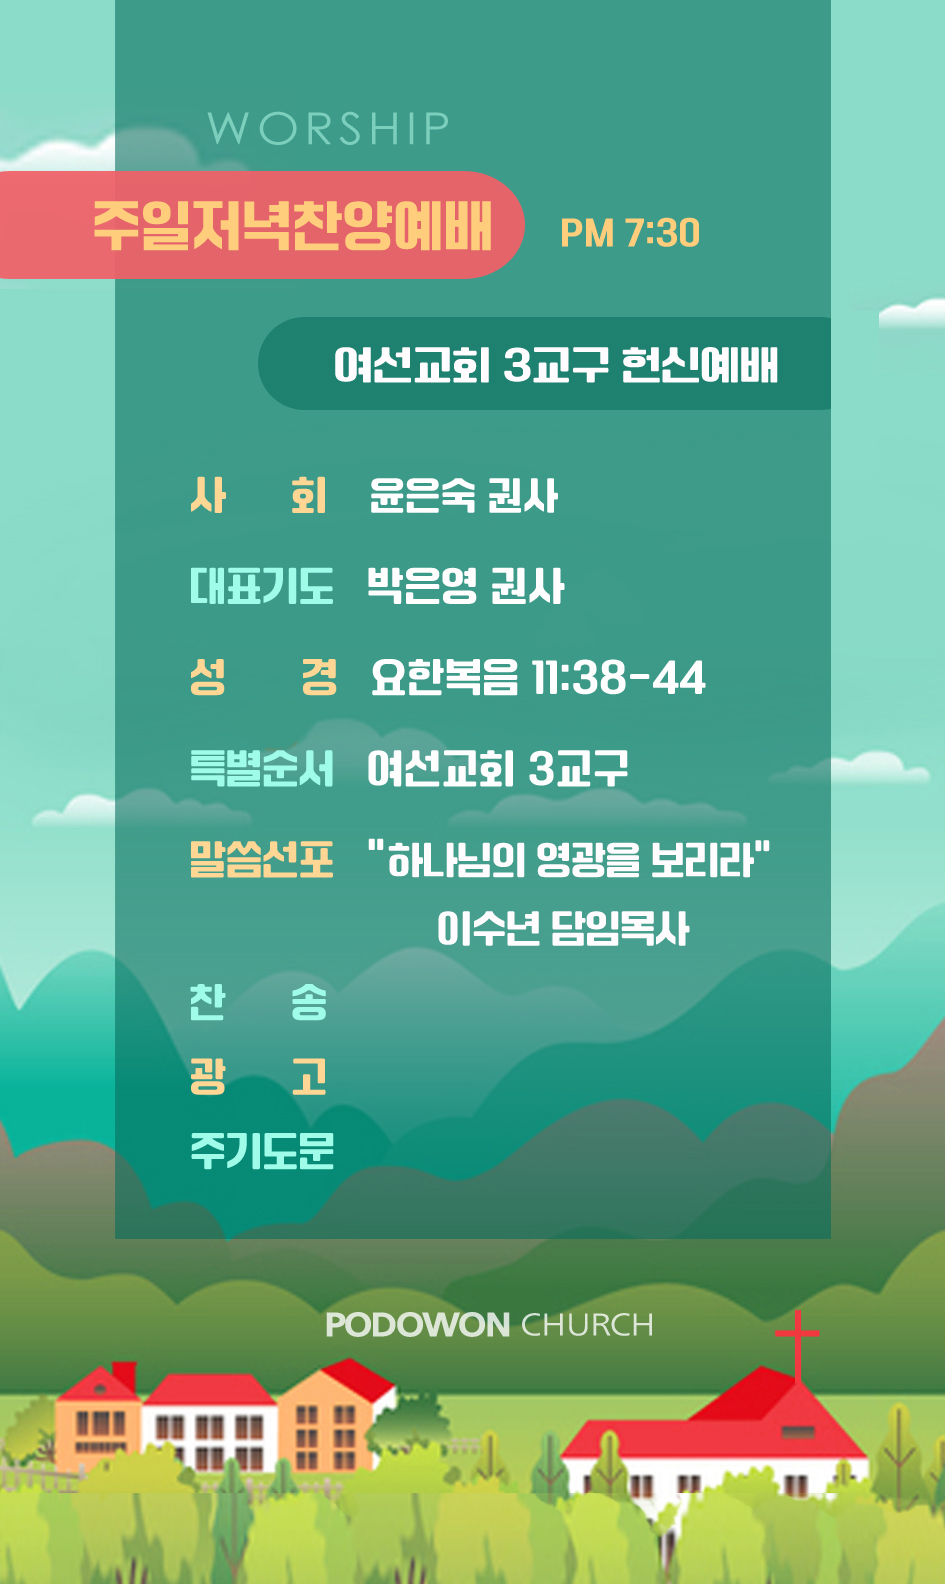 WORSHIP
주일저녁찬양예배 PM 7:30
여선교회 3교구 헌신예배
사 회 윤은숙 권사
대표기도 박은영 권사
성 경 요한복음 11:38-44
특별순서 여선교회 3교구
말씀선포 "하나님의 영광을 보리라"
이수년 담임목사
찬 송
광 고
주기도문
PODOWON CHURCH